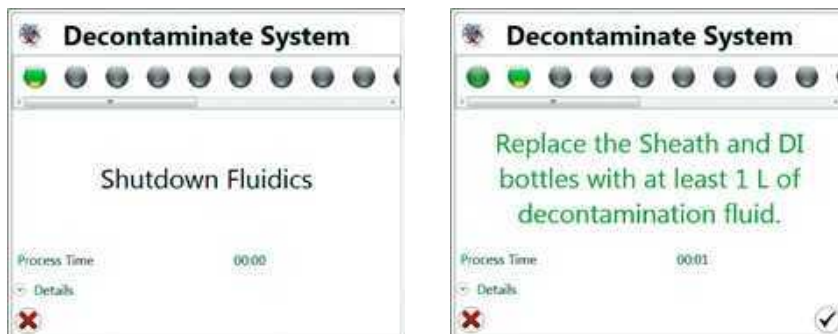 Decontaminate System
Shutdown Fluidics
Process Time 00:00
Details
Decontaminate System
Replace the Sheath and DI
bottles with at least 1 L of
decontamination fluid.
Process Time 00:01
Details